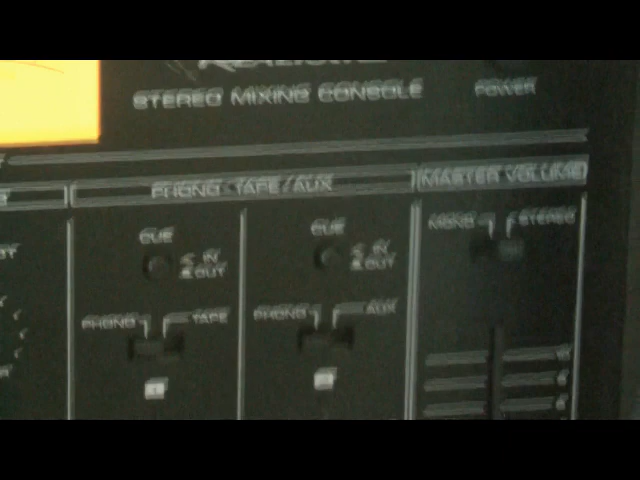 STEREO MIXING CONSOLE
POWER
PHONO TAPE/AUX
MASTER VOLUME
CUE
IN
OUT
CUE
IN
OUT
MONO
STEREO
PHONO
TAPE
PHONO
AUX